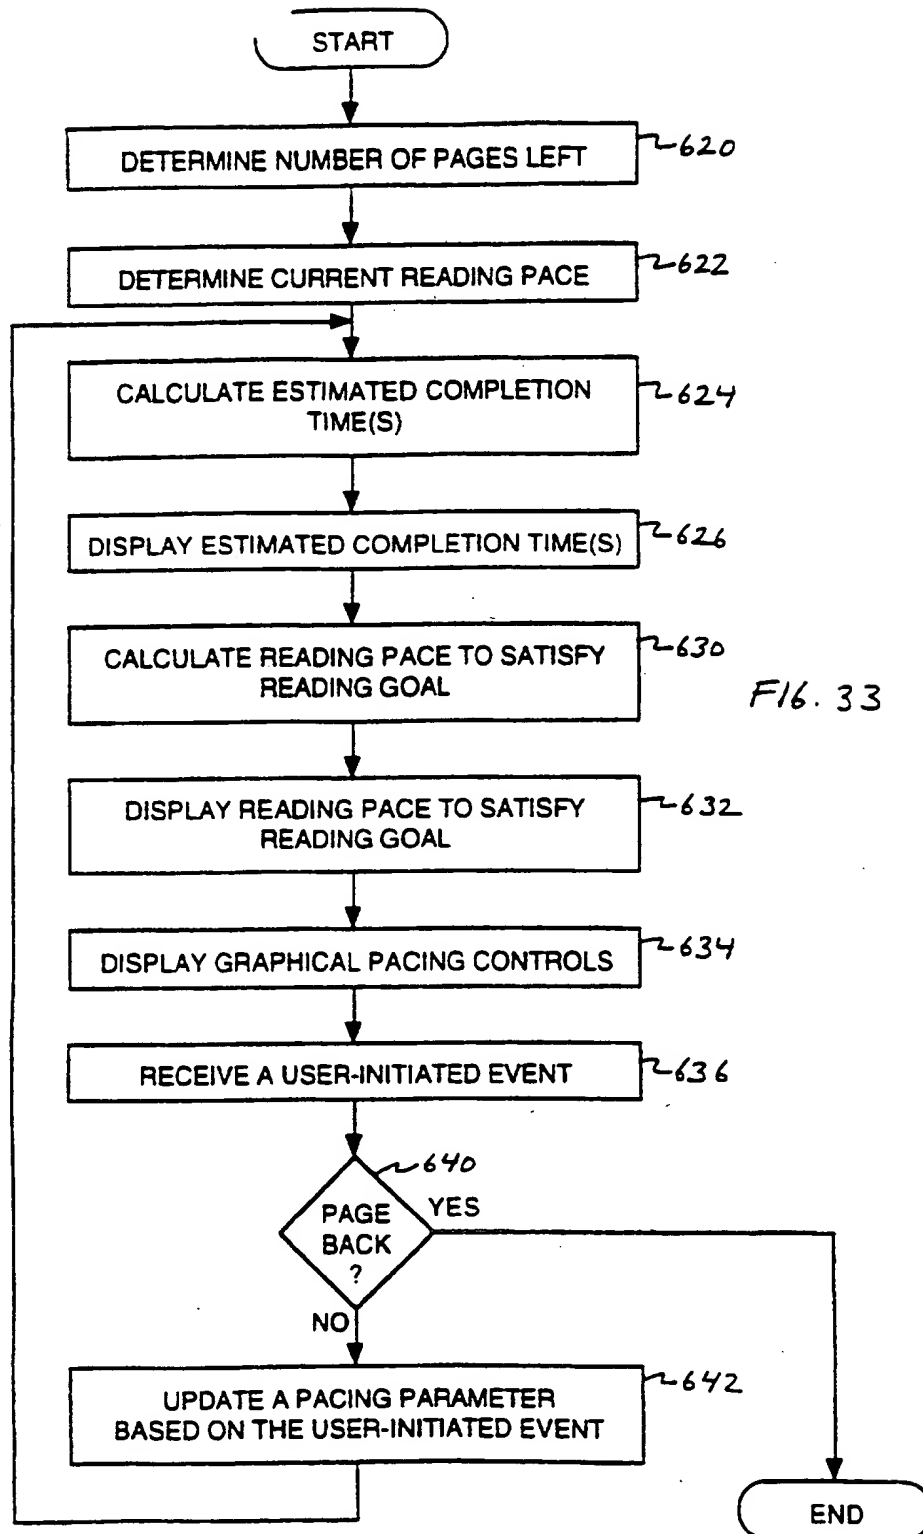 START
DETERMINE NUMBER OF PAGES LEFT
620
DETERMINE CURRENT READING PACE
622
CALCULATE ESTIMATED COMPLETION
TIME(S)
624
DISPLAY ESTIMATED COMPLETION TIME(S)
626
CALCULATE READING PACE TO SATISFY
READING GOAL
630
FIG. 33
DISPLAY READING PACE TO SATISFY
READING GOAL
632
DISPLAY GRAPHICAL PACING CONTROLS
634
RECEIVE A USER-INITIATED EVENT
636
640
PAGE
BACK
?
YES
NO
UPDATE A PACING PARAMETER
BASED ON THE USER-INITIATED EVENT
642
END